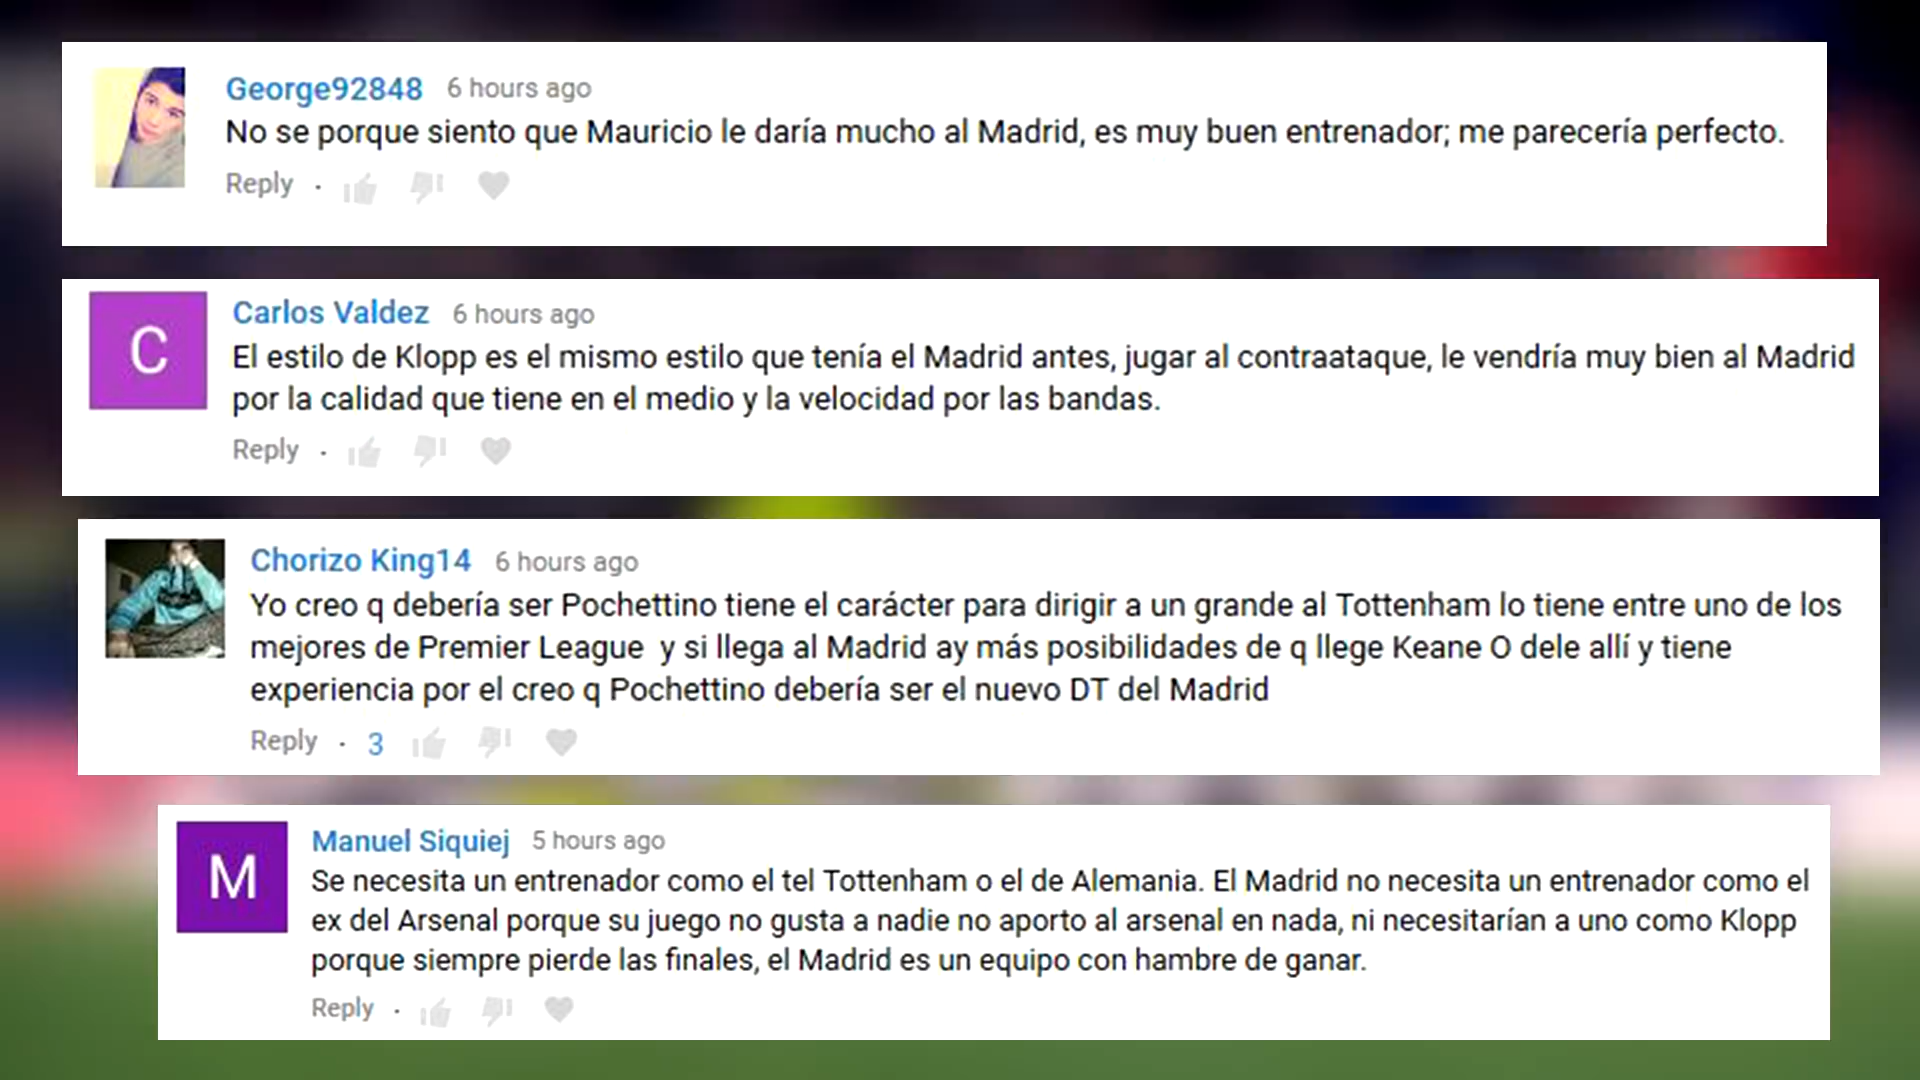 George92848 6 hours ago
No se porque siento que Mauricio le daría mucho al Madrid, es muy buen entrenador; me parecería perfecto.
Reply ·
C
Carlos Valdez 6 hours ago
El estilo de Klopp es el mismo estilo que tenía el Madrid antes, jugar al contraataque, le vendría muy bien al Madrid
por la calidad que tiene en el medio y la velocidad por las bandas.
Reply ·
Chorizo King14 6 hours ago
Yo creo q debería ser Pochettino tiene el carácter para dirigir a un grande al Tottenham lo tiene entre uno de los
mejores de Premier League y si llega al Madrid ay más posibilidades de q llege Keane O dele allí y tiene
experiencia por el creo q Pochettino debería ser el nuevo DT del Madrid
Reply · 3
M
Manuel Siquiej 5 hours ago
Se necesita un entrenador como el tel Tottenham o el de Alemania. El Madrid no necesita un entrenador como el
ex del Arsenal porque su juego no gusta a nadie no aporto al arsenal en nada, ni necesitarían a uno como Klopp
porque siempre pierde las finales, el Madrid es un equipo con hambre de ganar.
Reply ·